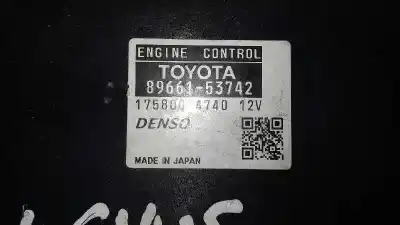 ENGINE CONTROL
TOYOTA
89661-53742
175800 4740 12V
DENSO
MADE IN JAPAN